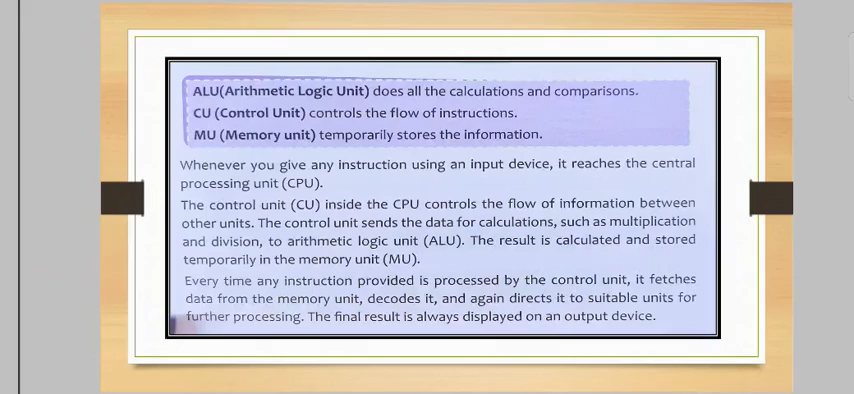 ALU(Arithmetic Logic Unit) does all the calculations and comparisons.
CU (Control Unit) controls the flow of instructions.
MU (Memory unit) temporarily stores the information.
Whenever you give any instruction using an input device, it reaches the central
processing unit (CPU).
The control unit (CU) inside the CPU controls the flow of information between
other units. The control unit sends the data for calculations, such as multiplication
and division, to arithmetic logic unit (ALU). The result is calculated and stored
temporarily in the memory unit (MU).
Every time any instruction provided is processed by the control unit, it fetches
data from the memory unit, decodes it, and again directs it to suitable units for
further processing. The final result is always displayed on an output device.